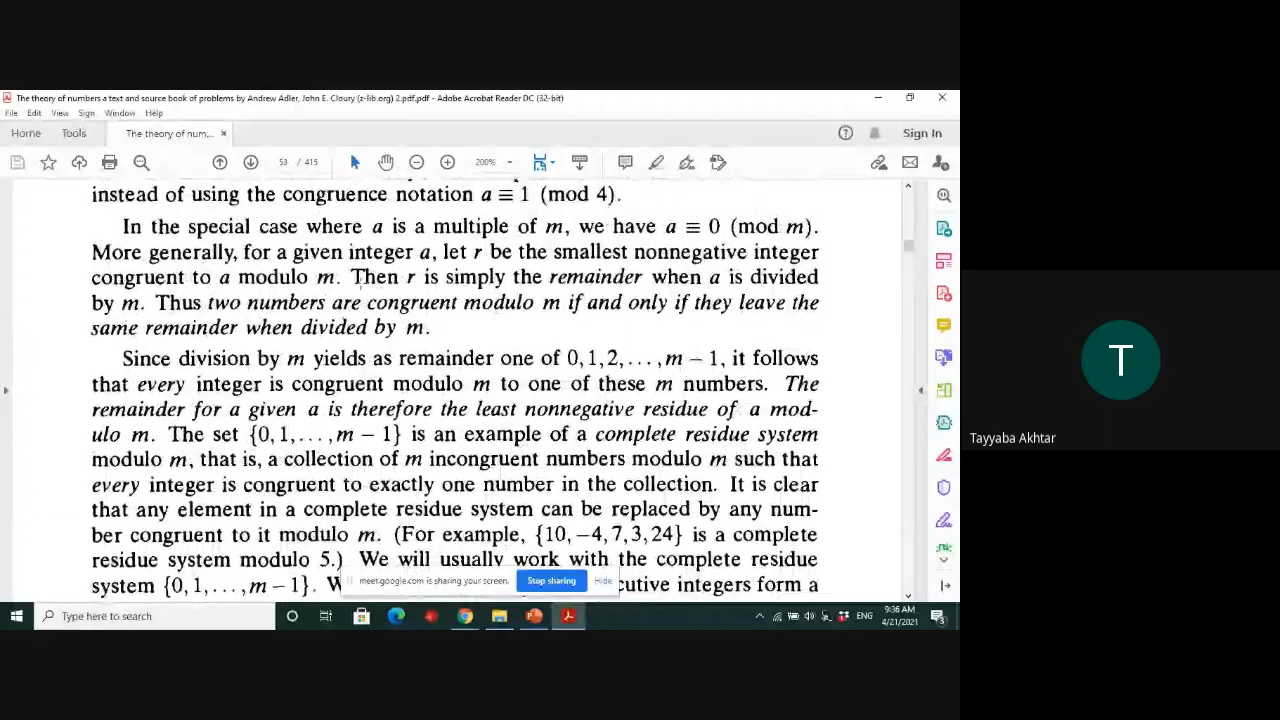 The theory of numbers a text and source book of problems by Andrew Adler, John E. Cloury (z-lib.org) 2.pdf.pdf - Adobe Acrobat Reader DC (32-bit)
File Edit View Sign Window Help
Home Tools The theory of num... × Sign In
53 / 415 200%
instead of using the congruence notation a ≡ 1 (mod 4).
In the special case where a is a multiple of m, we have a ≡ 0 (mod m).
More generally, for a given integer a, let r be the smallest nonnegative integer
congruent to a modulo m. Then r is simply the remainder when a is divided
by m. Thus two numbers are congruent modulo m if and only if they leave the
same remainder when divided by m.
Since division by m yields as remainder one of 0, 1, 2, . . . , m − 1, it follows
that every integer is congruent modulo m to one of these m numbers. The
remainder for a given a is therefore the least nonnegative residue of a mod-
ulo m. The set {0, 1, . . . , m − 1} is an example of a complete residue system
modulo m, that is, a collection of m incongruent numbers modulo m such that
every integer is congruent to exactly one number in the collection. It is clear
that any element in a complete residue system can be replaced by any num-
ber congruent to it modulo m. (For example, {10, −4, 7, 3, 24} is a complete
residue system modulo 5.) We will usually work with the complete residue
system {0, 1, . . . , m − 1}. cutive integers form a
meet.google.com is sharing your screen. Stop sharing Hide
Type here to search
ENG
9:36 AM
4/21/2021
3
T
Tayyaba Akhtar